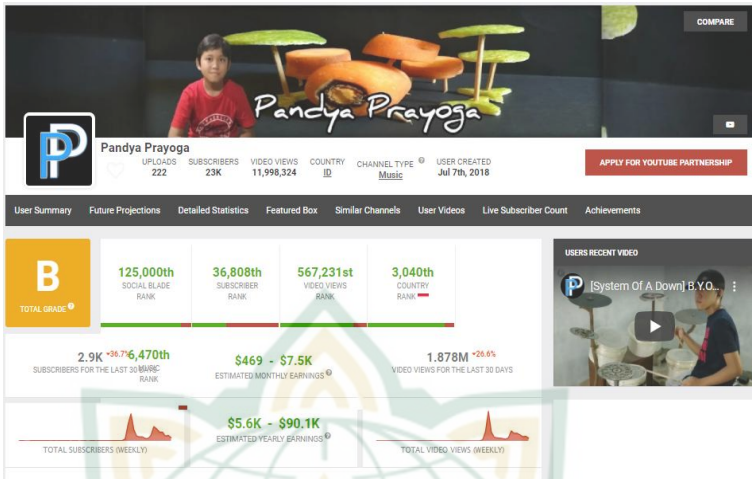 COMPARE
Pandya Prayoga
PP
Pandya Prayoga
UPLOADS
222
SUBSCRIBERS
23K
VIDEO VIEWS
11,998,324
COUNTRY
ID
CHANNEL TYPE
Music
USER CREATED
Jul 7th, 2018
APPLY FOR YOUTUBE PARTNERSHIP
User Summary Future Projections Detailed Statistics Featured Box Similar Channels User Videos Live Subscriber Count Achievements
B
TOTAL GRADE
125,000th
SOCIAL BLADE
RANK
36,808th
SUBSCRIBER
RANK
567,231st
VIDEO VIEWS
RANK
3,040th
COUNTRY
RANK
USERS RECENT VIDEO
[System Of A Down] B.Y.O...
2.9K -36.7%
SUBSCRIBERS FOR THE LAST 30 DAYS
6,470th
MUSIC
RANK
$469 - $7.5K
ESTIMATED MONTHLY EARNINGS
1.878M -26.6%
VIDEO VIEWS FOR THE LAST 30 DAYS
TOTAL SUBSCRIBERS (WEEKLY)
$5.6K - $90.1K
ESTIMATED YEARLY EARNINGS
TOTAL VIDEO VIEWS (WEEKLY)